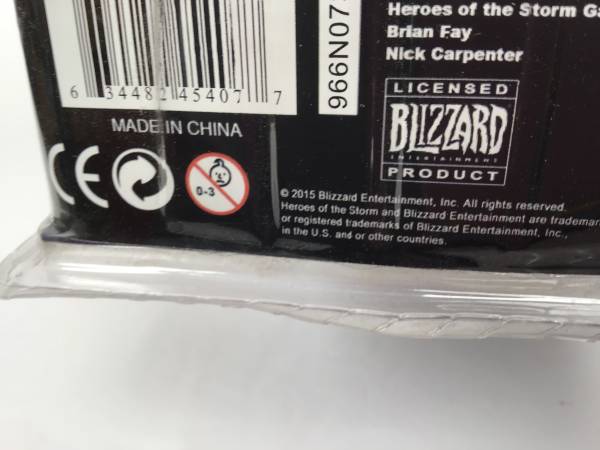 Heroes of the Storm
Brian Fay
Nick Carpenter
966N07
6 34482 45407 7
MADE IN CHINA
CE
0-3
LICENSED
BLIZZARD
ENTERTAINMENT
PRODUCT
© 2015 Blizzard Entertainment, Inc. All rights reserved.
Heroes of the Storm and Blizzard Entertainment are trademar
or registered trademarks of Blizzard Entertainment, Inc.,
in the U.S. and or other countries.